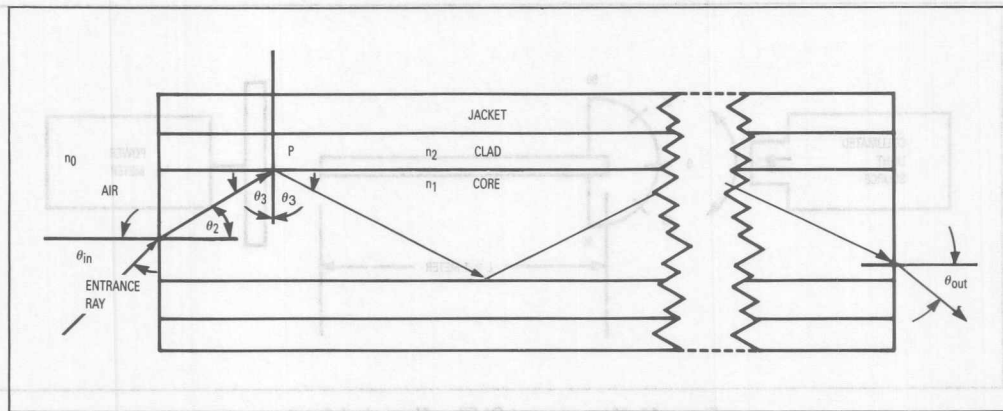 JACKET
n₀
P
n₂ CLAD
n₁ CORE
AIR
θ₃ θ₃
θ₂
θin
θout
ENTRANCE
RAY